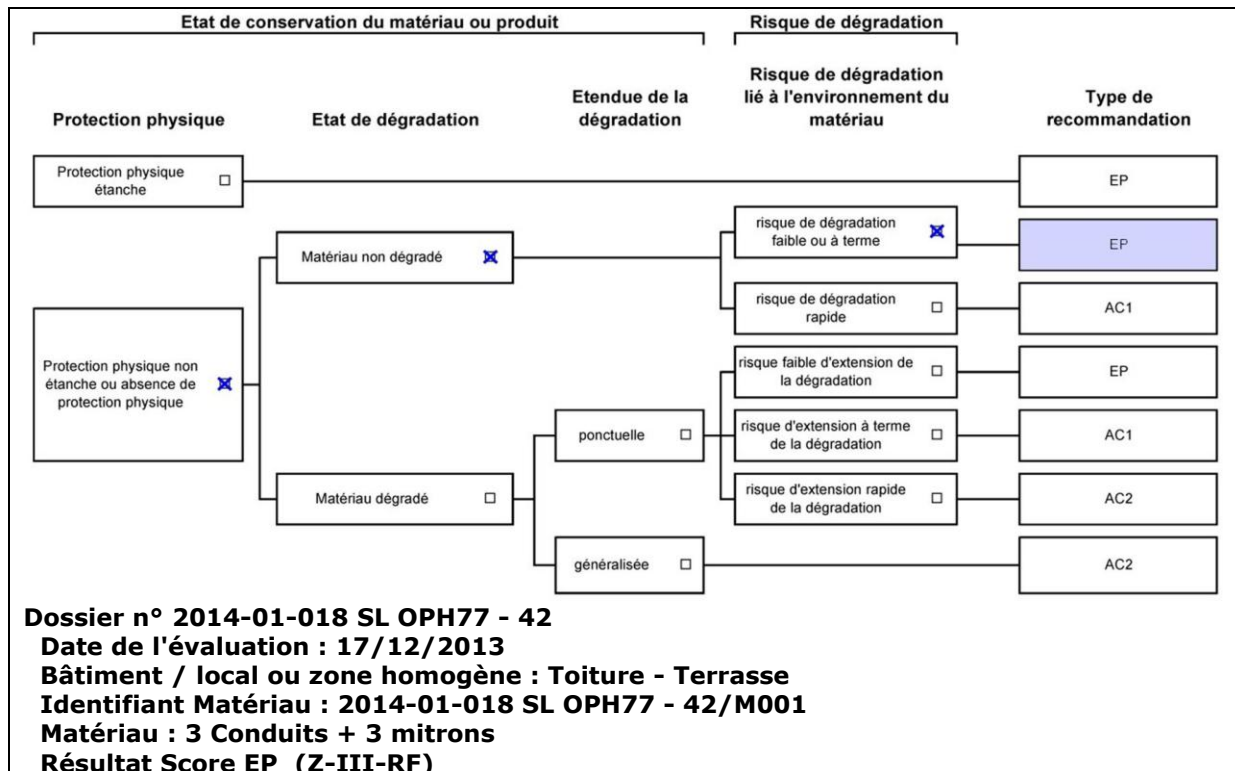 Etat de conservation du matériau ou produit
Risque de dégradation
Protection physique
Etat de dégradation
Etendue de la
dégradation
Risque de dégradation
lié à l'environnement du
matériau
Type de
recommandation
Protection physique
étanche
EP
risque de dégradation
faible ou à terme
EP
Matériau non dégradé
risque de dégradation
rapide
AC1
Protection physique non
étanche ou absence de
protection physique
risque faible d'extension de
la dégradation
EP
ponctuelle
risque d'extension à terme
de la dégradation
AC1
Matériau dégradé
risque d'extension rapide
de la dégradation
AC2
généralisée
AC2
Dossier n° 2014-01-018 SL OPH77 - 42
Date de l'évaluation : 17/12/2013
Bâtiment / local ou zone homogène : Toiture - Terrasse
Identifiant Matériau : 2014-01-018 SL OPH77 - 42/M001
Matériau : 3 Conduits + 3 mitrons
Résultat Score EP (Z-III-RF)